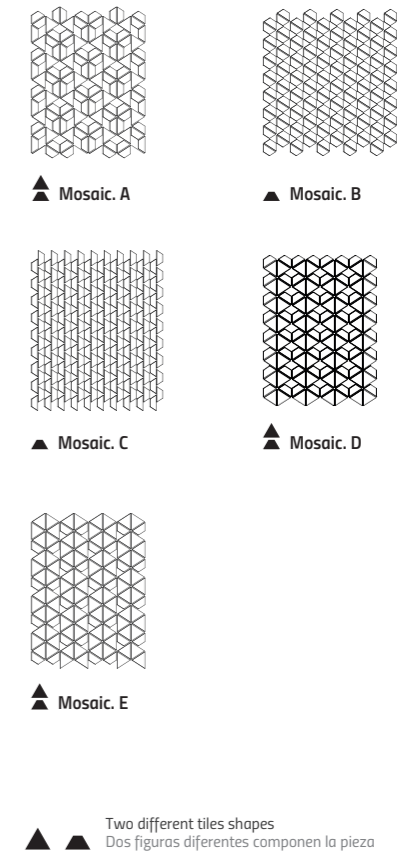 Mosaic. A
Mosaic. B
Mosaic. C
Mosaic. D
Mosaic. E
Two different tiles shapes
Dos figuras diferentes componen la pieza